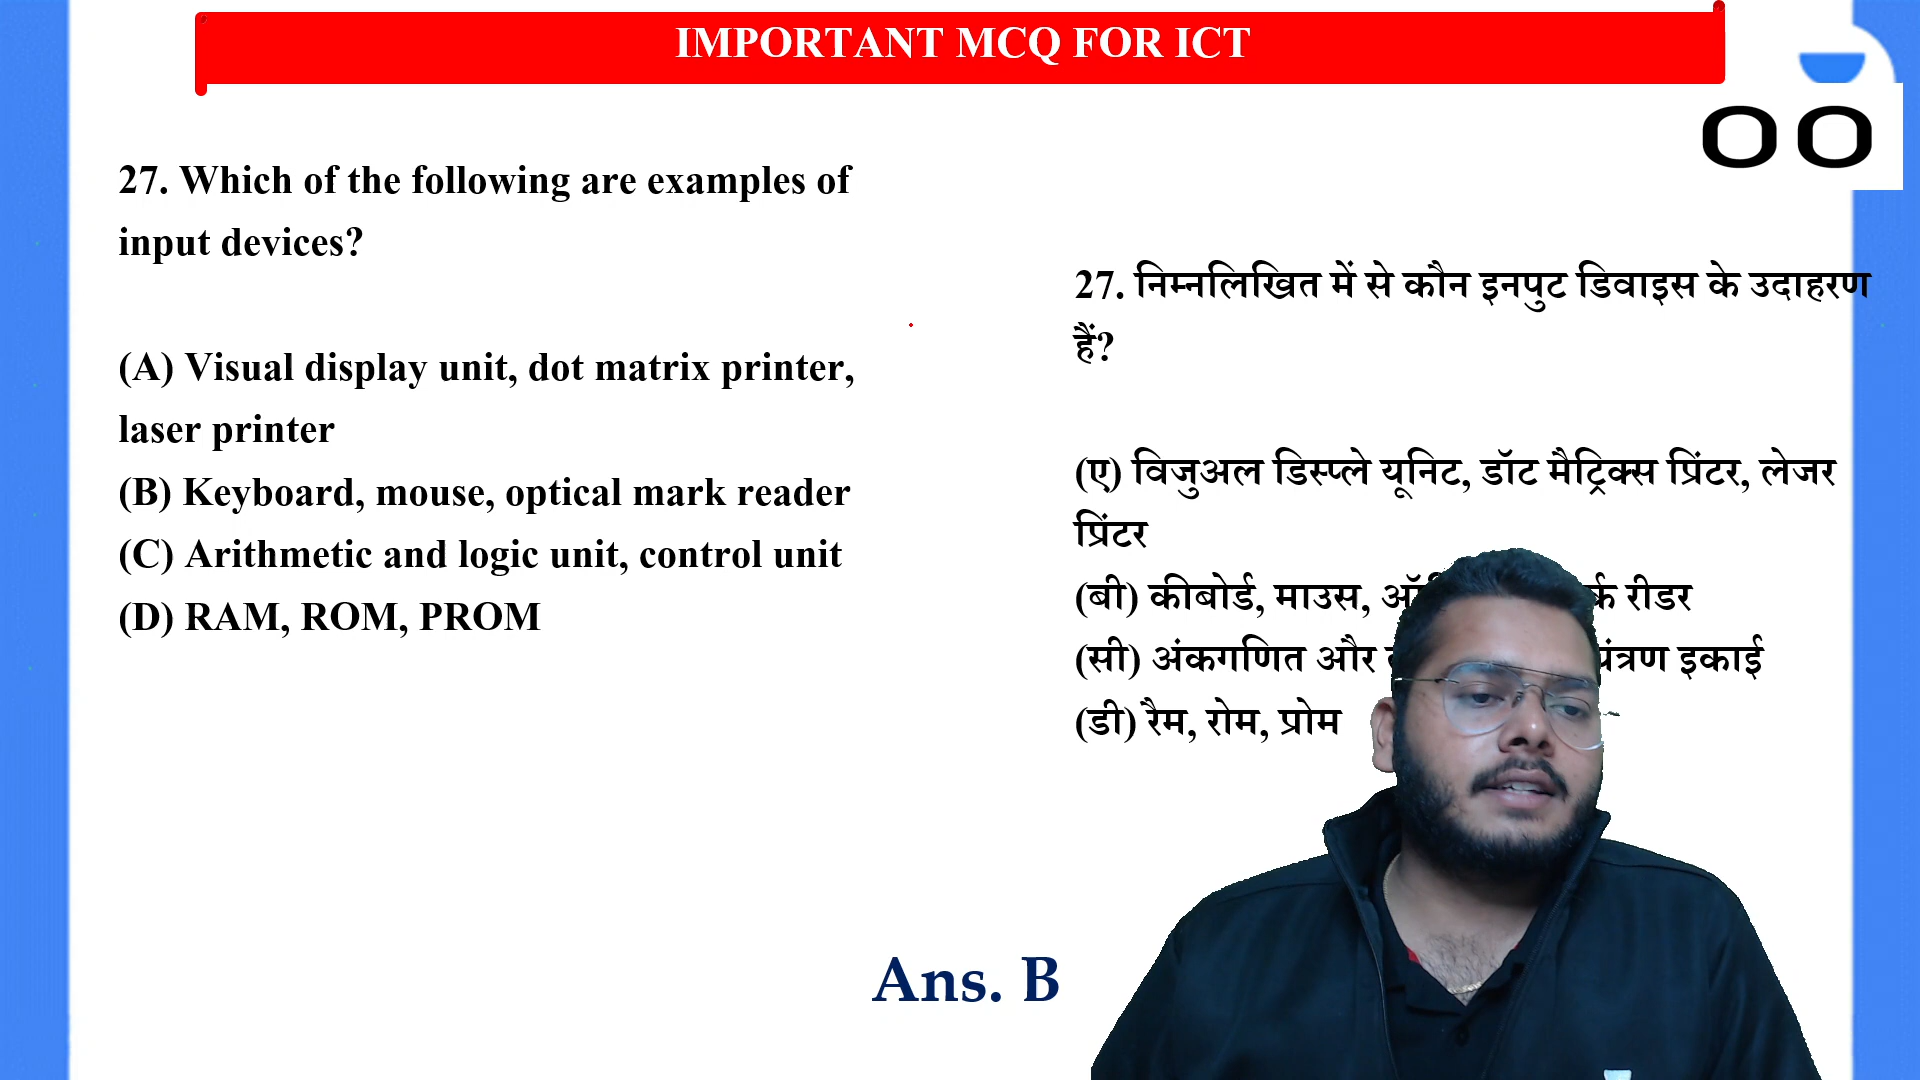 IMPORTANT MCQ FOR ICT
27. Which of the following are examples of
input devices?
(A) Visual display unit, dot matrix printer,
laser printer
(B) Keyboard, mouse, optical mark reader
(C) Arithmetic and logic unit, control unit
(D) RAM, ROM, PROM
27. निम्नलिखित में से कौन इनपुट डिवाइस के उदाहरण
हैं?
(ए) विजुअल डिस्प्ले यूनिट, डॉट मैट्रिक्स प्रिंटर, लेजर
प्रिंटर
(बी) कीबोर्ड, माउस, रीडर
(सी) अंकगणित और इकाई
(डी) रैम, रोम, प्रोम
Ans. B